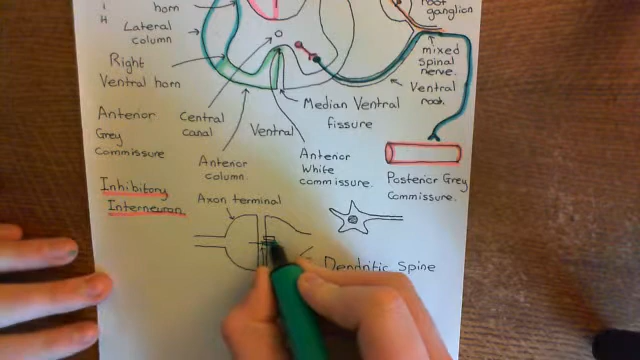 horn
Lateral
column
Right
Ventral horn
Anterior
Grey
Commissure
Central
canal
Ventral
Anterior
column.
Median Ventral
fissure
Anterior
White
commissure.
root
ganglion
mixed
spinal
nerve.
Ventral
root.
Posterior Grey
Commissure.
Inhibitory
Interneuron
Axon terminal
Dendritic Spine